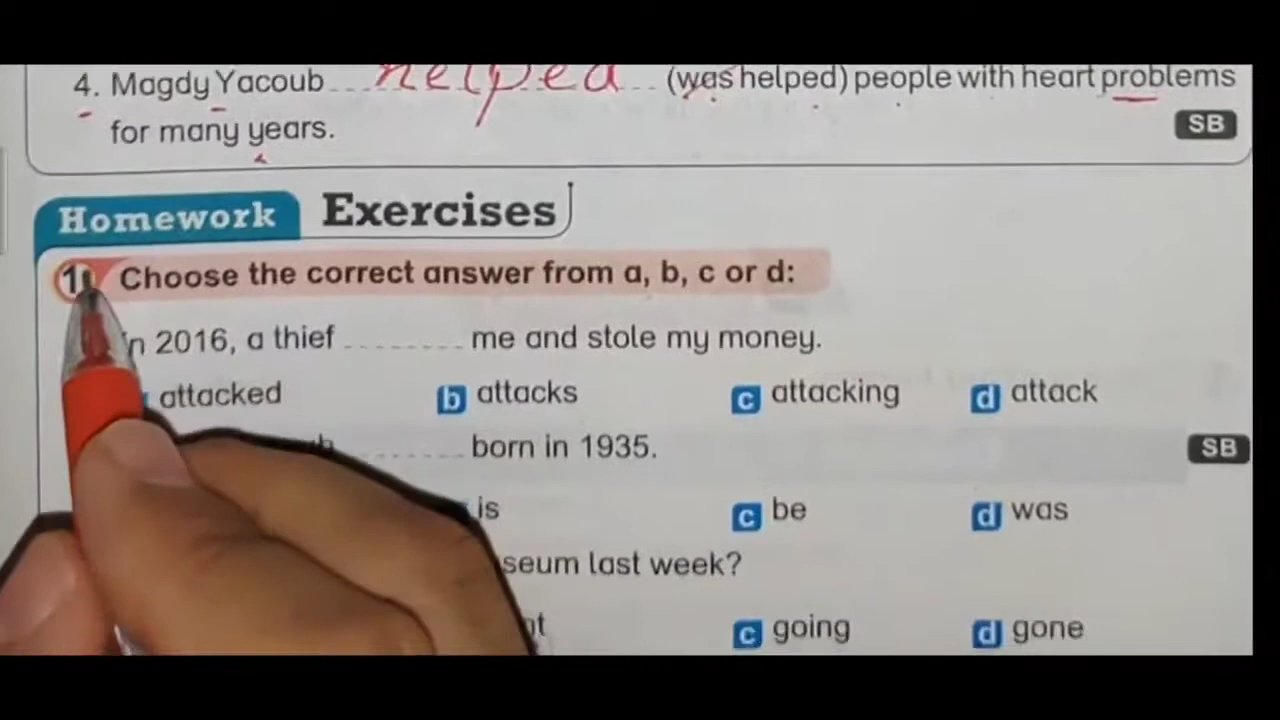 4. Magdy Yacoub helped (was helped) people with heart problems
for many years.
SB
Homework Exercises
1 Choose the correct answer from a, b, c or d:
2016, a thief ........ me and stole my money.
attacked b attacks c attacking d attack
........ born in 1935.
SB
is c be d was
last week?
c going d gone